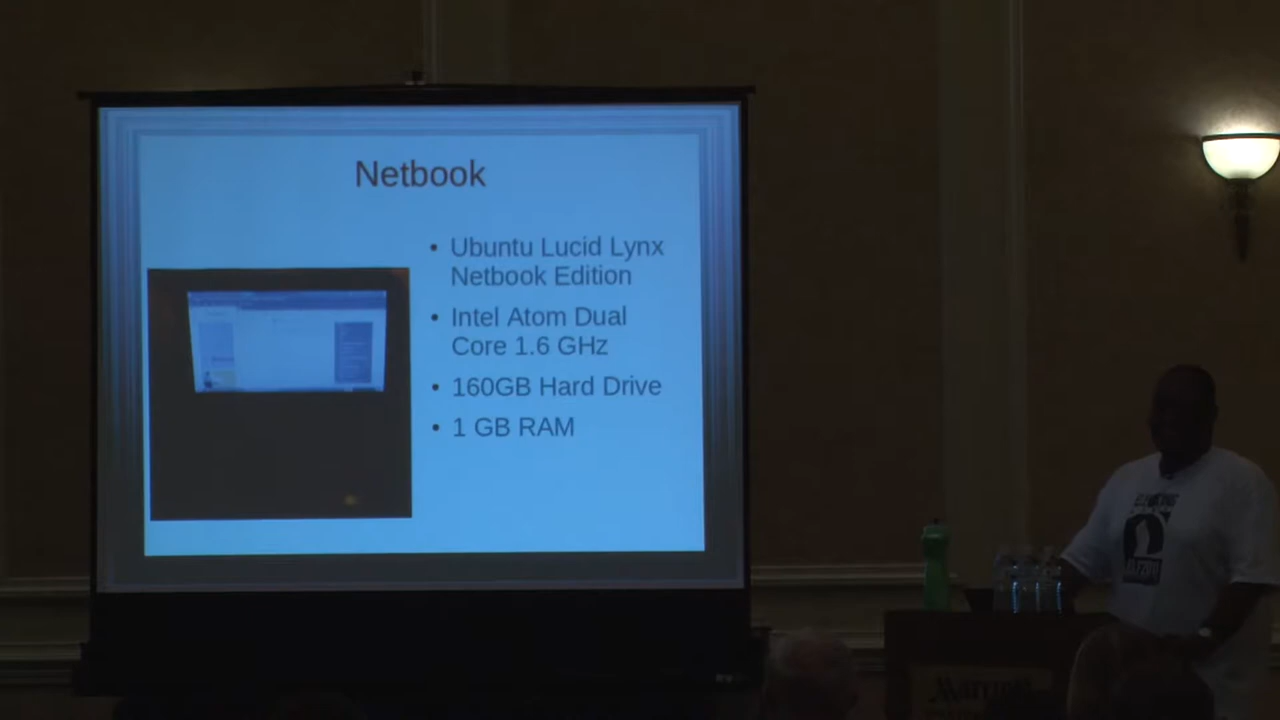 Netbook
• Ubuntu Lucid Lynx
Netbook Edition
• Intel Atom Dual
Core 1.6 GHz
• 160GB Hard Drive
• 1 GB RAM